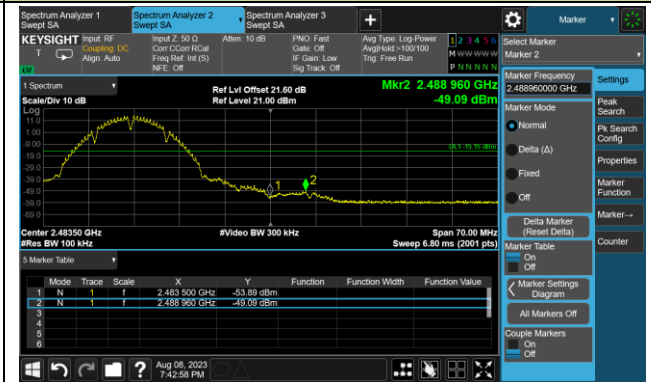 Spectrum Analyzer 1
Swept SA
Spectrum Analyzer 2
Swept SA
Spectrum Analyzer 3
Swept SA
+
Marker
KEYSIGHT
Input: RF
Coupling: DC
Align: Auto
Input Z: 50 Ω
Corr CCorr RCal
Freq Ref: Int (S)
NFE: Off
Atten: 10 dB
PNO: Fast
Gate: Off
IF Gain: Low
Sig Track: Off
Avg Type: Log-Power
Avg|Hold:>100/100
Trig: Free Run
1 2 3 4 5 6
M W W W W W
P N N N N N
Select Marker
Marker 2
1 Spectrum
Scale/Div 10 dB
Log
Ref Lvl Offset 21.60 dB
Ref Level 21.00 dBm
Mkr2 2.488 960 GHz
-49.09 dBm
11.0
1.00
-9.00
-19.0
-29.0
-39.0
-49.0
-59.0
-69.0
DL1 -15.15 dBm
1
2
Center 2.48350 GHz
#Res BW 100 kHz
#Video BW 300 kHz
Span 70.00 MHz
Sweep 6.80 ms (2001 pts)
5 Marker Table
Mode Trace Scale X Y Function Function Width Function Value
1 N 1 f 2.483 500 GHz -53.89 dBm
2 N 1 f 2.488 960 GHz -49.09 dBm
3
4
5
6
Marker Frequency
2.488960000 GHz
Marker Mode
Normal
Delta (Δ)
Fixed
Off
Delta Marker
(Reset Delta)
Marker Table
On
Off
Marker Settings
Diagram
All Markers Off
Couple Markers
On
Off
Settings
Peak
Search
Pk Search
Config
Properties
Marker
Function
Marker→
Counter
?
Aug 08, 2023
7:42:58 PM